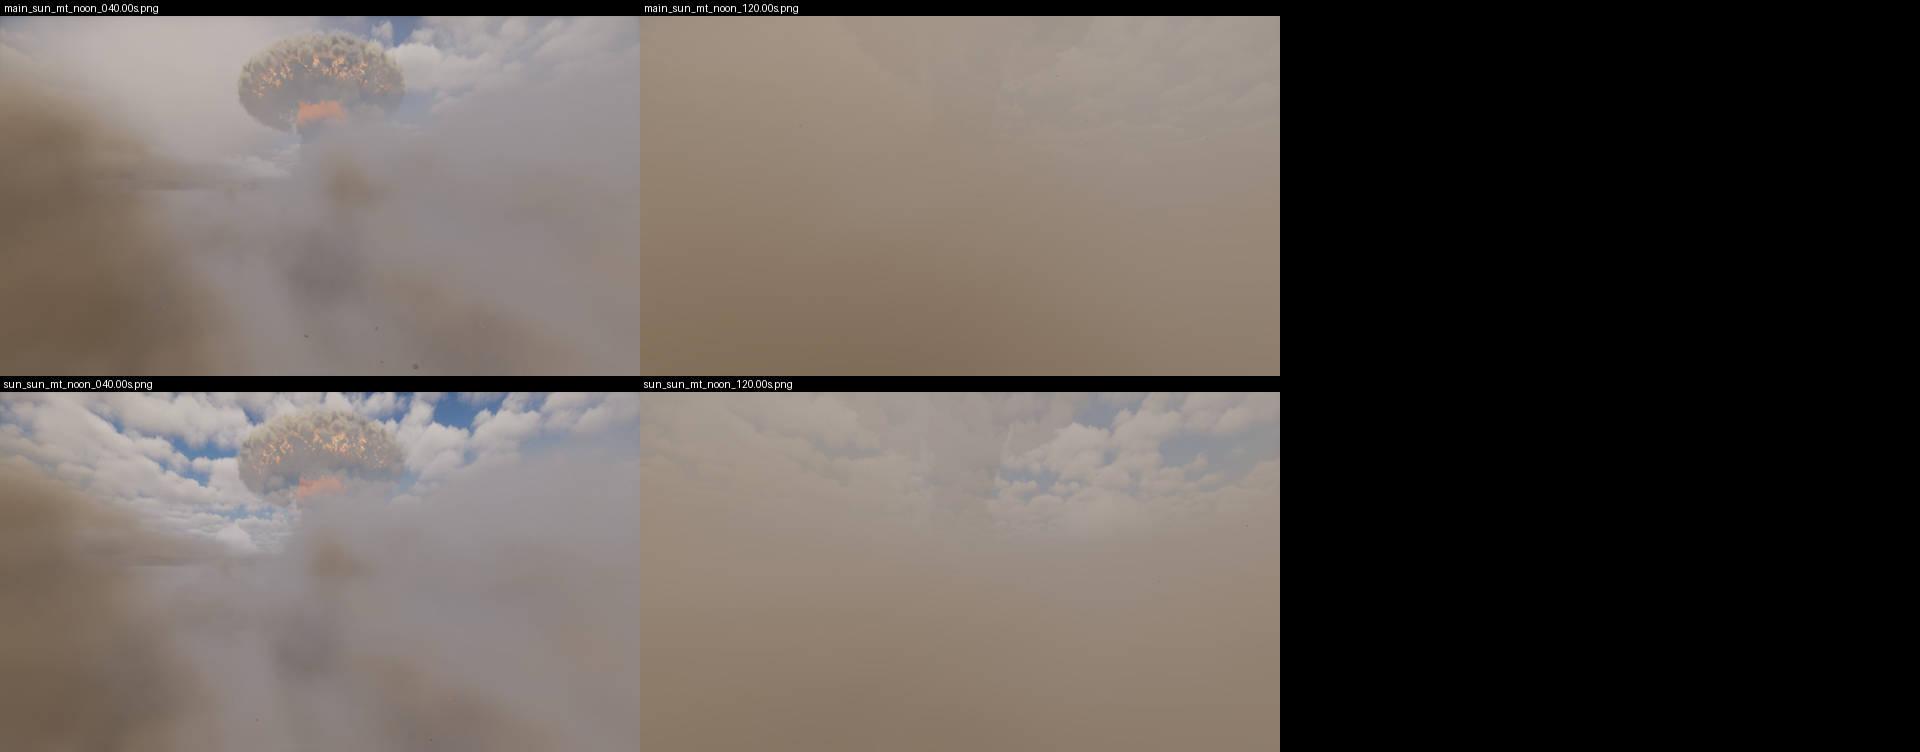 main_sun_mt_noon_040.00s.png
main_sun_mt_noon_120.00s.png
sun_sun_mt_noon_040.00s.png
sun_sun_mt_noon_120.00s.png